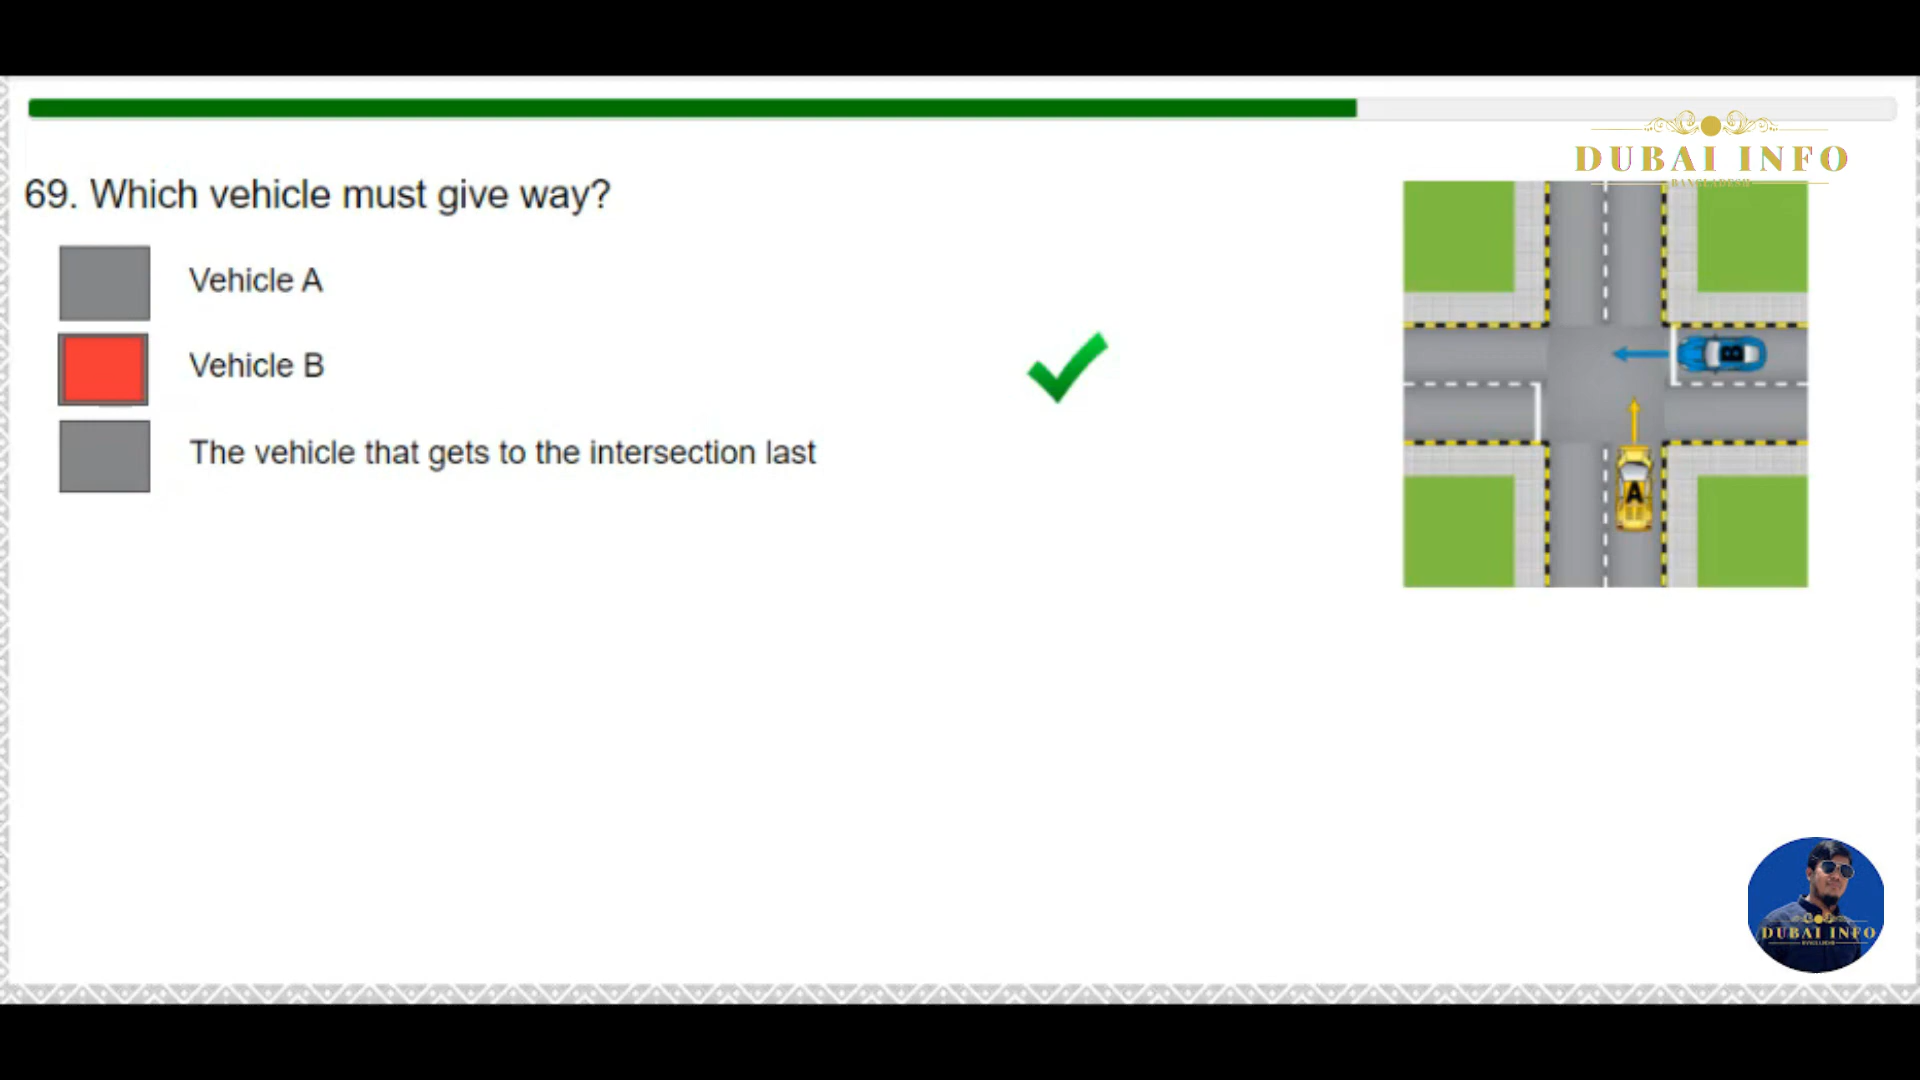 DUBAI INFO
BANGLADESH
69. Which vehicle must give way?
Vehicle A
Vehicle B
The vehicle that gets to the intersection last
B
A
DUBAI INFO